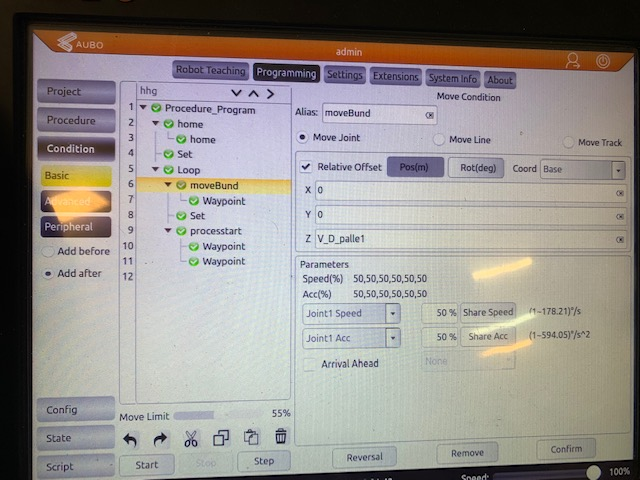 AUBO
admin
Robot Teaching Programming Settings Extensions System Info About
Project
Procedure
Condition
Basic
Advanced
Peripheral
Add before
Add after
Config
State
Script
hhg
1 Procedure_Program
2 home
3 home
4 Set
5 Loop
6 moveBund
7 Waypoint
8 Set
9 processtart
10 Waypoint
11 Waypoint
12
Move Limit 55%
Start Stop Step
Move Condition
Alias: moveBund
Move Joint Move Line Move Track
Relative Offset Pos(m) Rot(deg) Coord Base
X 0
Y 0
Z V_D_palle1
Parameters
Speed(%) 50,50,50,50,50,50
Acc(%) 50,50,50,50,50,50
Joint1 Speed 50 % Share Speed (1~178.21)°/s
Joint1 Acc 50 % Share Acc (1~594.05)°/s^2
Arrival Ahead None
Reversal Remove Confirm
Speed: 100%